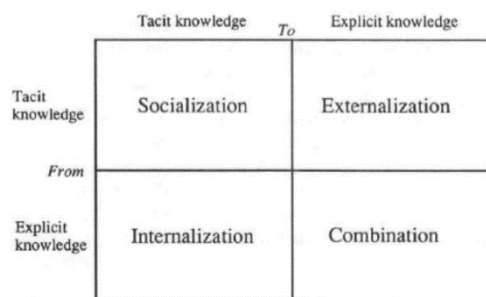 Tacit knowledge
To
Explicit knowledge
Tacit
knowledge
Socialization
Externalization
From
Explicit
knowledge
Internalization
Combination